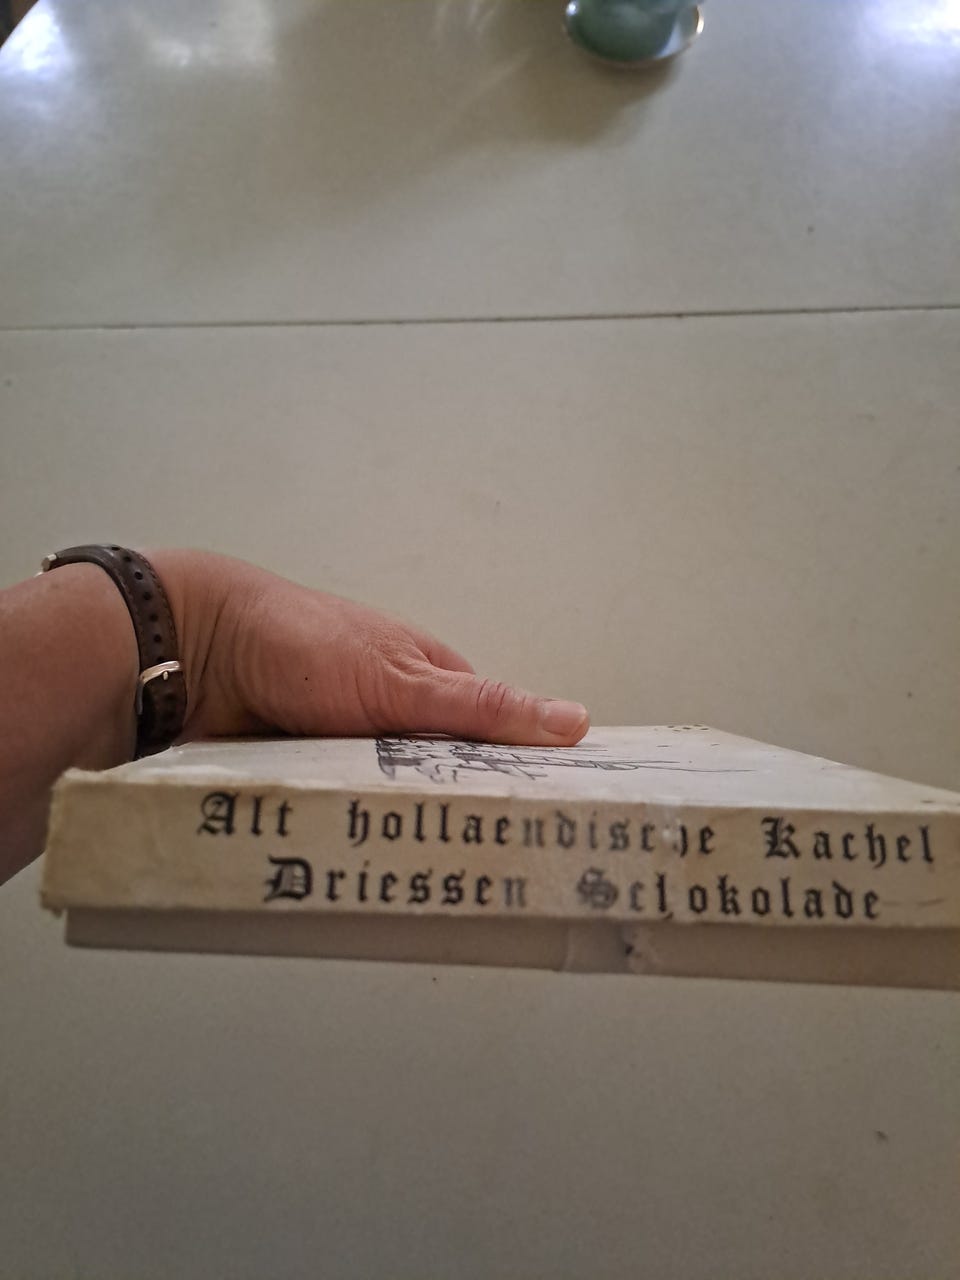 Alt hollaendische Kachel
Driessen Schokolade